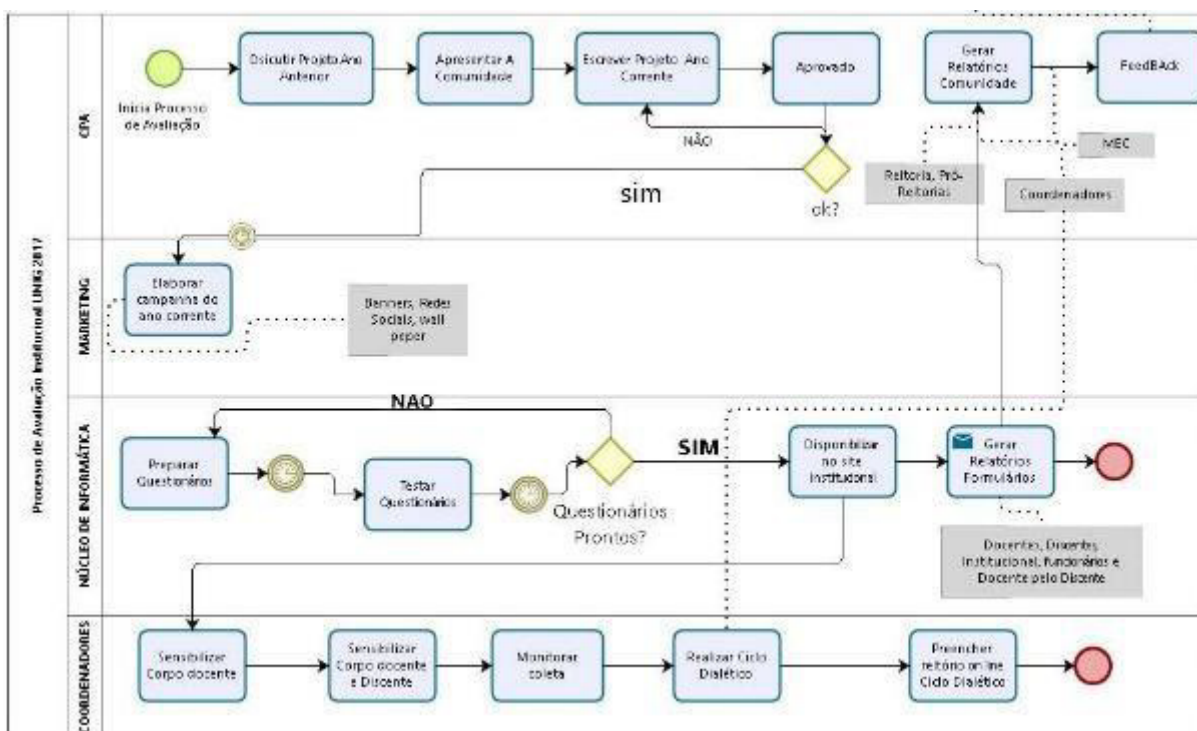 Processo de Avaliação Institucional UNIG 2017
CPA
Inicia Processo
de Avaliação
Discutir Projeto Ano
Anterior
Apresentar A
Comunidade
Escrever Projeto Ano
Corrente
Aprovado
Gerar
Relatórios
Comunidade
FeedBAck
NÃO
sim
ok?
Reitoria, Pró-
Reitorias
MEC
Coordenadores
MARKETING
Elaborar
campanha do
ano corrente
Banners, Redes
Sociais, wall
peper
NÚCLEO DE INFORMÁTICA
NAO
Preparar
Questionários
Testar
Questionários
Questionários
Prontos?
SIM
Disponibilizar
no site
institucional
Gerar
Relatórios
Formulários
Docentes, Discentes,
Institucional, funcionários e
Docente pelo Discente
COORDENADORES
Sensibilizar
Corpo docente
Sensibilizar
Corpo docente
e Discente
Monitorar
coleta
Realizar Ciclo
Dialético
Preencher
online
Ciclo Dialético